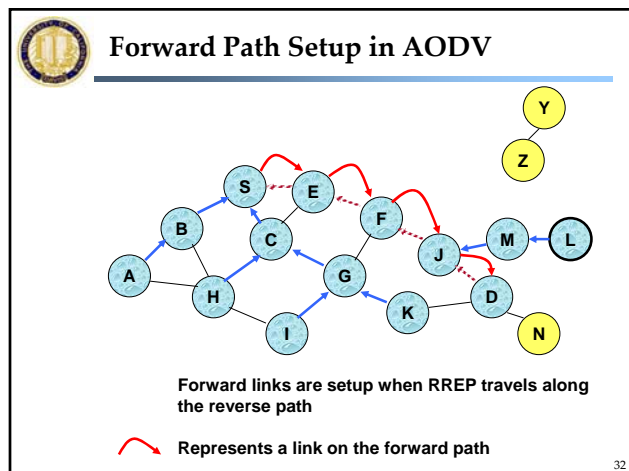 Forward Path Setup in AODV
Y
Z
S
E
F
B
C
J
M
L
A
H
G
D
I
K
N
Forward links are setup when RREP travels along
the reverse path
Represents a link on the forward path
32